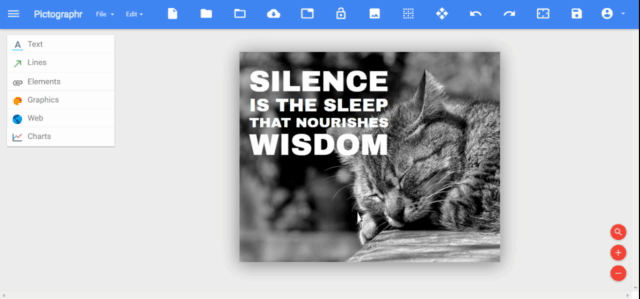 Pictographr File Edit
Text
Lines
Elements
Graphics
Web
Charts
SILENCE
IS THE SLEEP
THAT NOURISHES
WISDOM